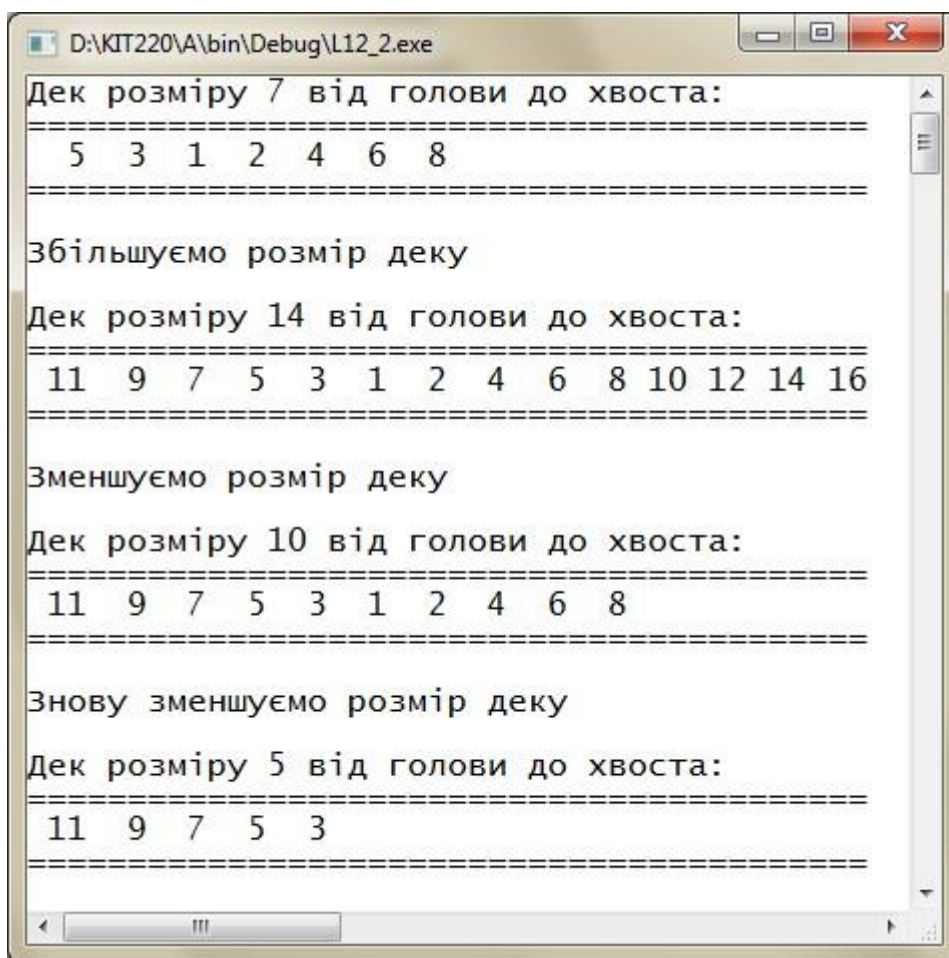 D:\KIT220\A\bin\Debug\L12_2.exe
Дек розміру 7 від голови до хвоста:
==========================================
5 3 1 2 4 6 8
==========================================
Збільшуємо розмір деку
Дек розміру 14 від голови до хвоста:
==========================================
11 9 7 5 3 1 2 4 6 8 10 12 14 16
==========================================
Зменшуємо розмір деку
Дек розміру 10 від голови до хвоста:
==========================================
11 9 7 5 3 1 2 4 6 8
==========================================
Знову зменшуємо розмір деку
Дек розміру 5 від голови до хвоста:
==========================================
11 9 7 5 3
==========================================